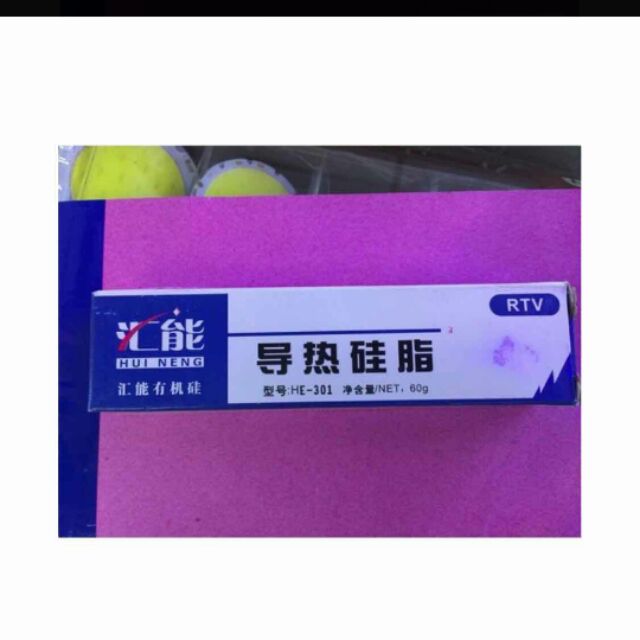 汇能
HUI NENG
汇能有机硅
RTV
导热硅脂
型号:HE-301 净含量/NET, 60g